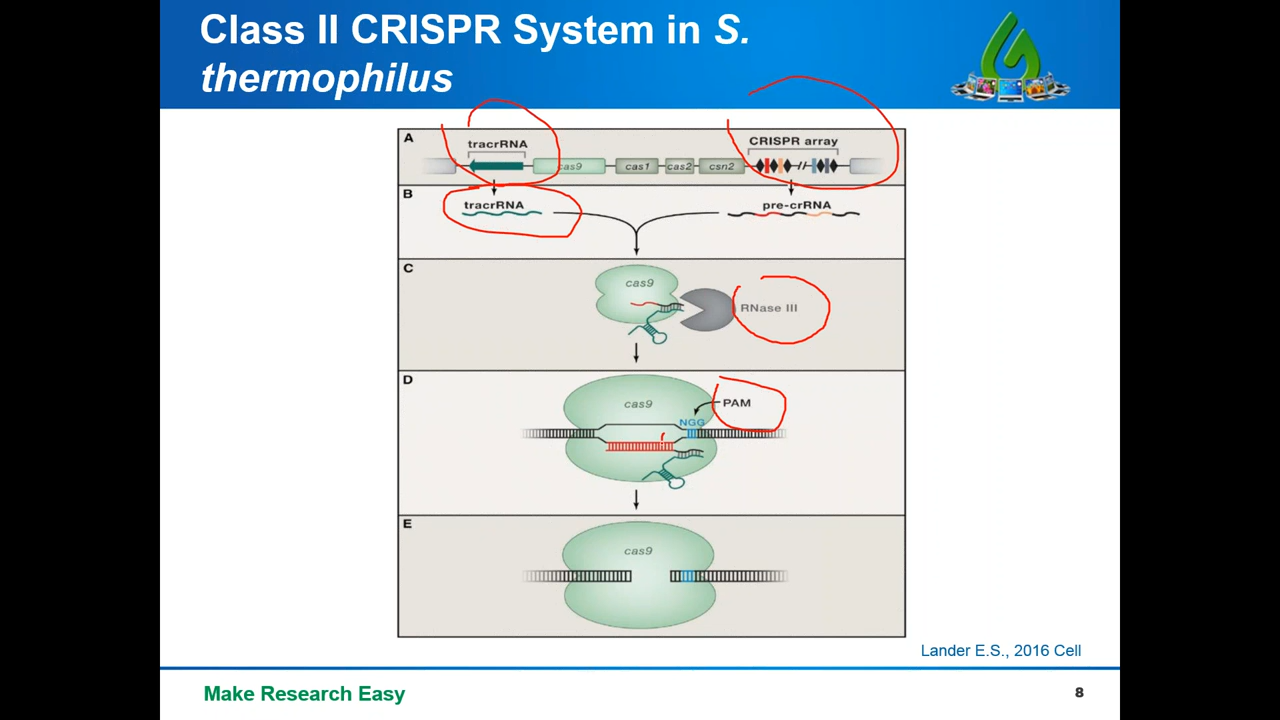 Class II CRISPR System in S.
thermophilus
A
tracrRNA
CRISPR array
cas9
cas1
cas2
csn2
B
tracrRNA
pre-crRNA
C
cas9
RNase III
D
cas9
PAM
NGG
E
cas9
Lander E.S., 2016 Cell
Make Research Easy
8